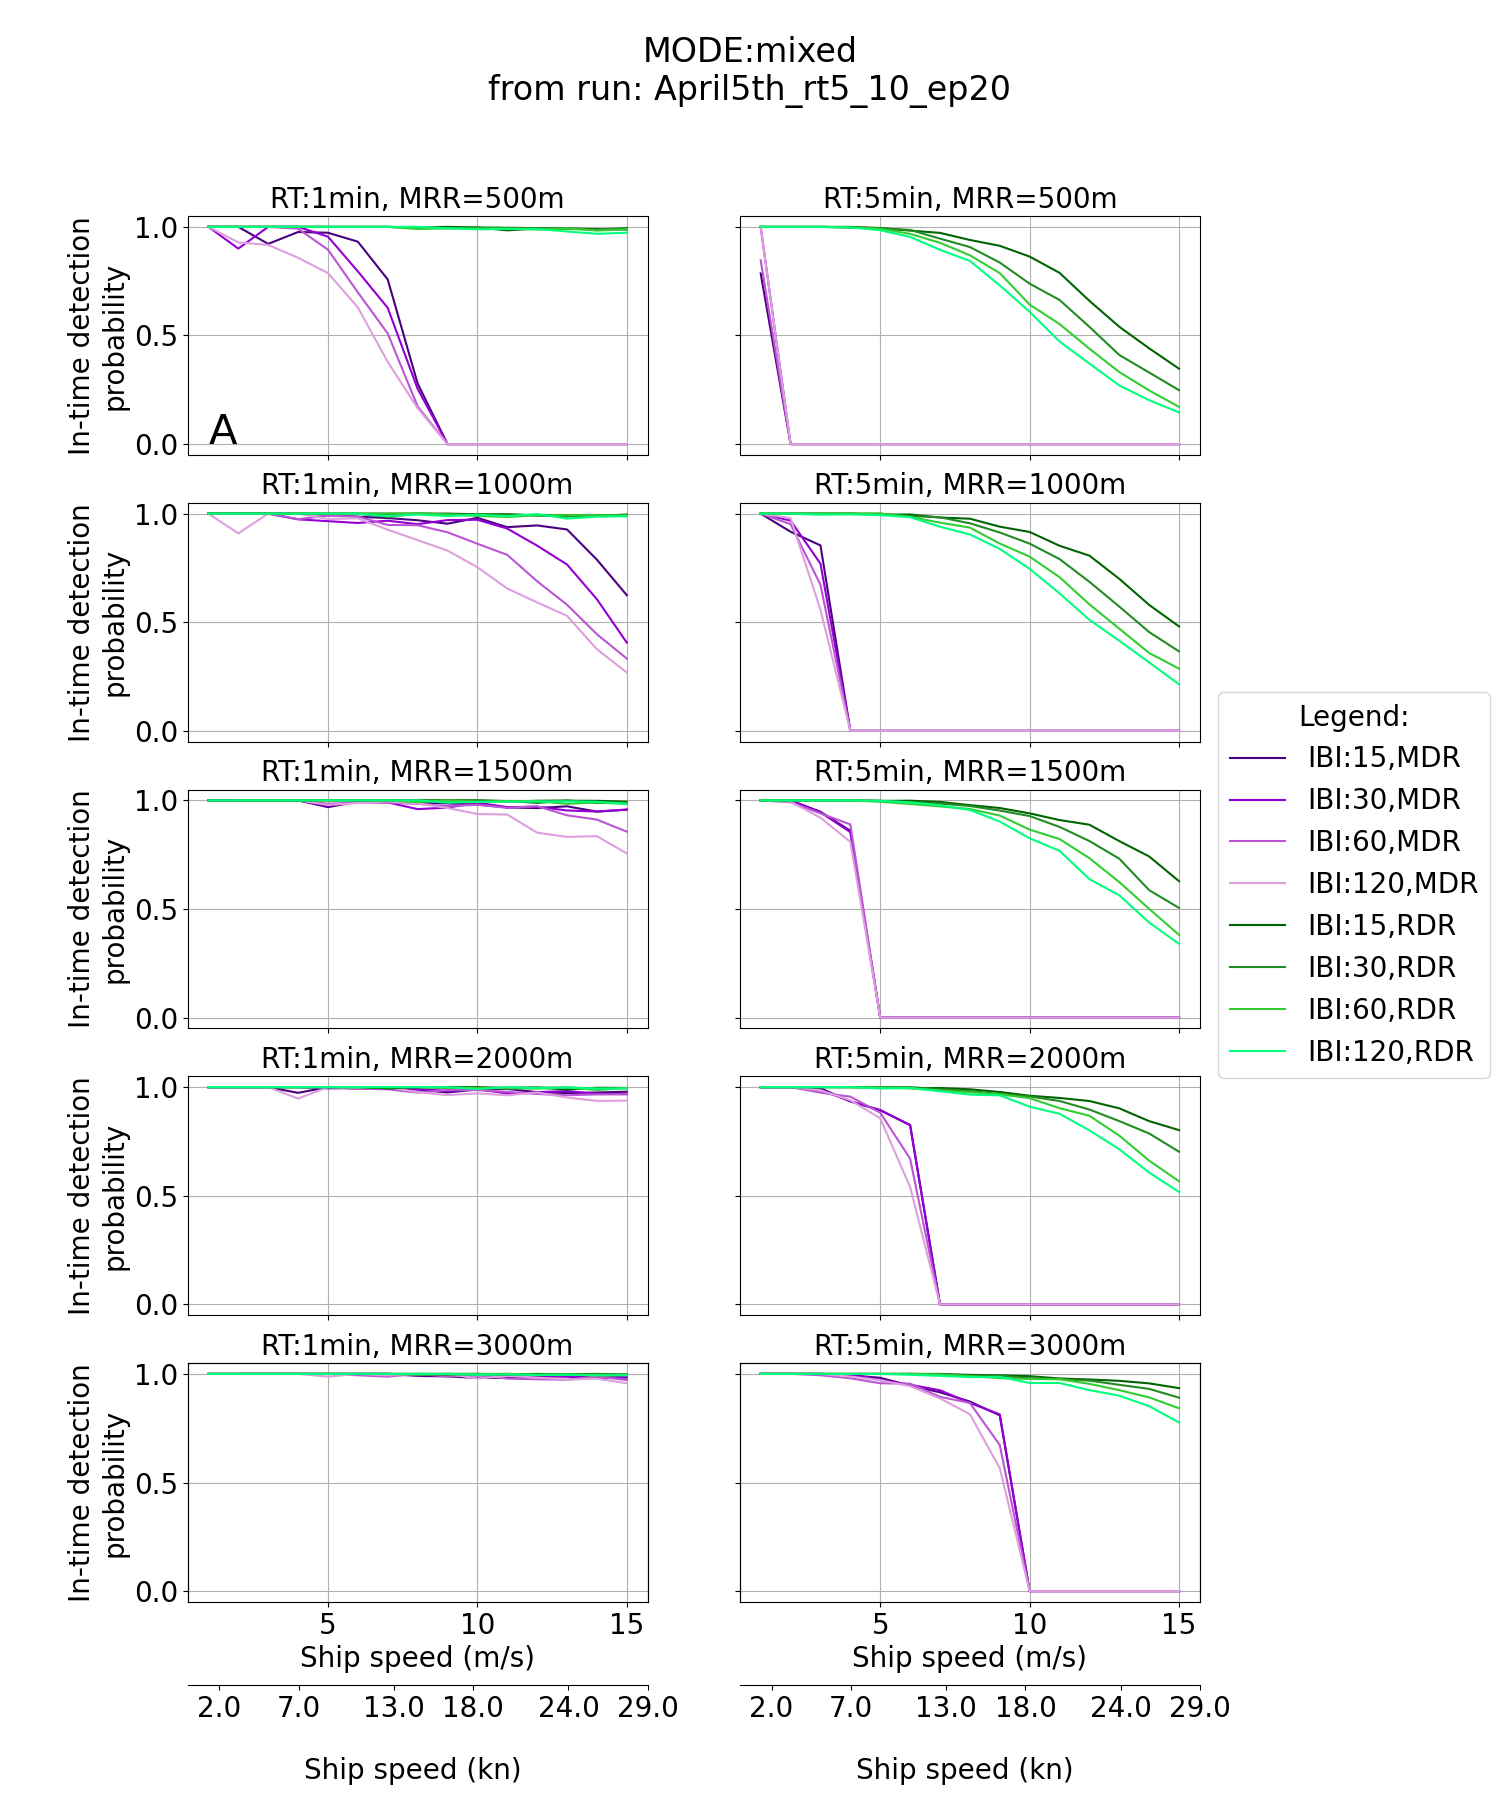 MODE:mixed
from run: April5th_rt5_10_ep20
RT:1min, MRR=500m
RT:5min, MRR=500m
In-time detection
probability
1.0
0.5
0.0
A
RT:1min, MRR=1000m
RT:5min, MRR=1000m
In-time detection
probability
1.0
0.5
0.0
RT:1min, MRR=1500m
RT:5min, MRR=1500m
In-time detection
probability
1.0
0.5
0.0
RT:1min, MRR=2000m
RT:5min, MRR=2000m
In-time detection
probability
1.0
0.5
0.0
RT:1min, MRR=3000m
RT:5min, MRR=3000m
In-time detection
probability
1.0
0.5
0.0
5 10 15
Ship speed (m/s)
2.0 7.0 13.0 18.0 24.0 29.0
Ship speed (kn)
5 10 15
Ship speed (m/s)
2.0 7.0 13.0 18.0 24.0 29.0
Ship speed (kn)
Legend:
IBI:15,MDR
IBI:30,MDR
IBI:60,MDR
IBI:120,MDR
IBI:15,RDR
IBI:30,RDR
IBI:60,RDR
IBI:120,RDR